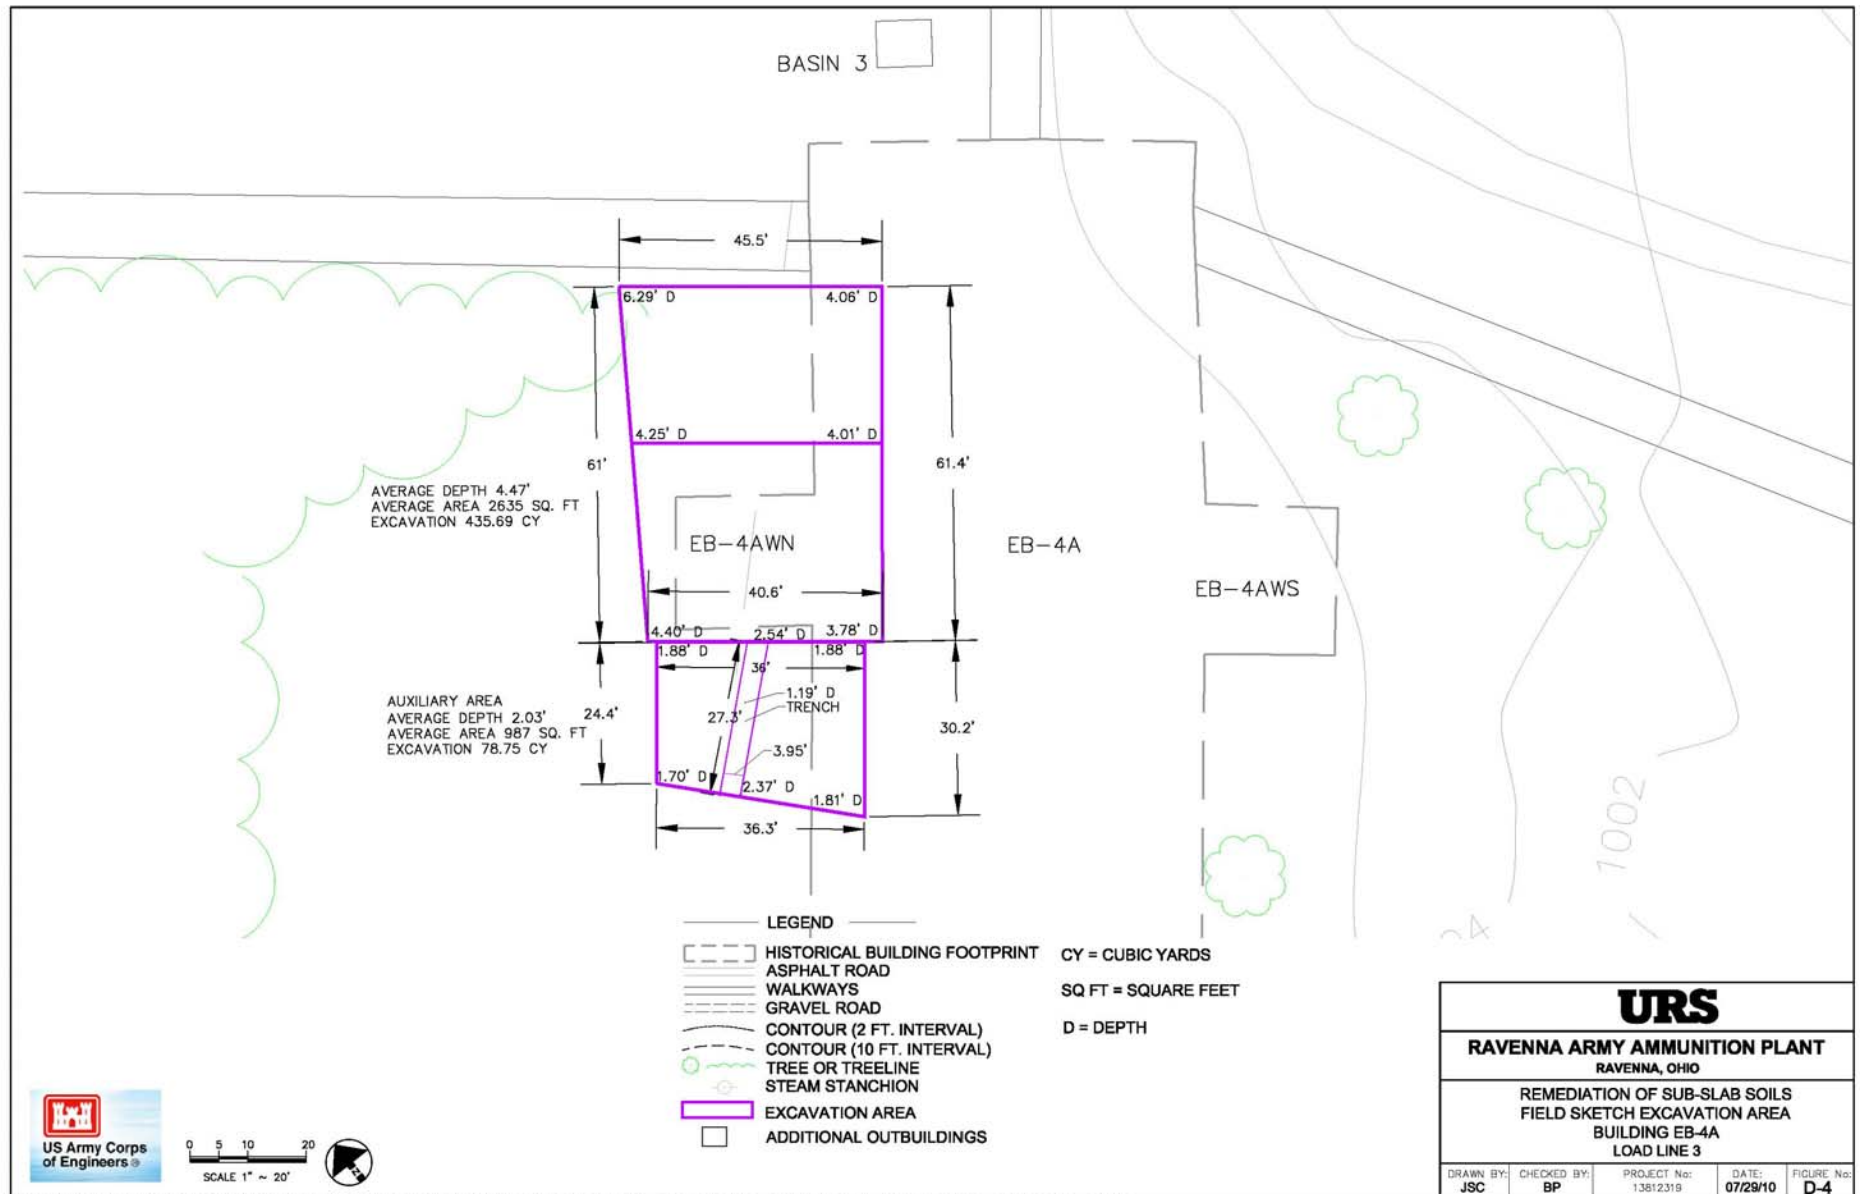 BASIN 3
45.5'
6.29' D
4.06' D
4.25' D
4.01' D
61'
61.4'
AVERAGE DEPTH 4.47'
AVERAGE AREA 2635 SQ. FT
EXCAVATION 435.69 CY
EB-4AWN
EB-4A
EB-4AWS
40.6'
4.40' D
2.54' D
3.78' D
1.88' D
1.88' D
36'
1.19' D
TRENCH
AUXILIARY AREA
AVERAGE DEPTH 2.03'
AVERAGE AREA 987 SQ. FT
EXCAVATION 78.75 CY
24.4'
27.3'
30.2'
3.95'
1.70' D
2.37' D
1.81' D
36.3'
1002
LEGEND
HISTORICAL BUILDING FOOTPRINT
ASPHALT ROAD
WALKWAYS
GRAVEL ROAD
CONTOUR (2 FT. INTERVAL)
CONTOUR (10 FT. INTERVAL)
TREE OR TREELINE
STEAM STANCHION
EXCAVATION AREA
ADDITIONAL OUTBUILDINGS
CY = CUBIC YARDS
SQ FT = SQUARE FEET
D = DEPTH
US Army Corps
of Engineers ®
0 5 10 20
SCALE 1" ~ 20'
URS
RAVENNA ARMY AMMUNITION PLANT
RAVENNA, OHIO
REMEDIATION OF SUB-SLAB SOILS
FIELD SKETCH EXCAVATION AREA
BUILDING EB-4A
LOAD LINE 3
DRAWN BY: CHECKED BY: PROJECT No: DATE: FIGURE No:
JSC BP 13812319 07/29/10 D-4